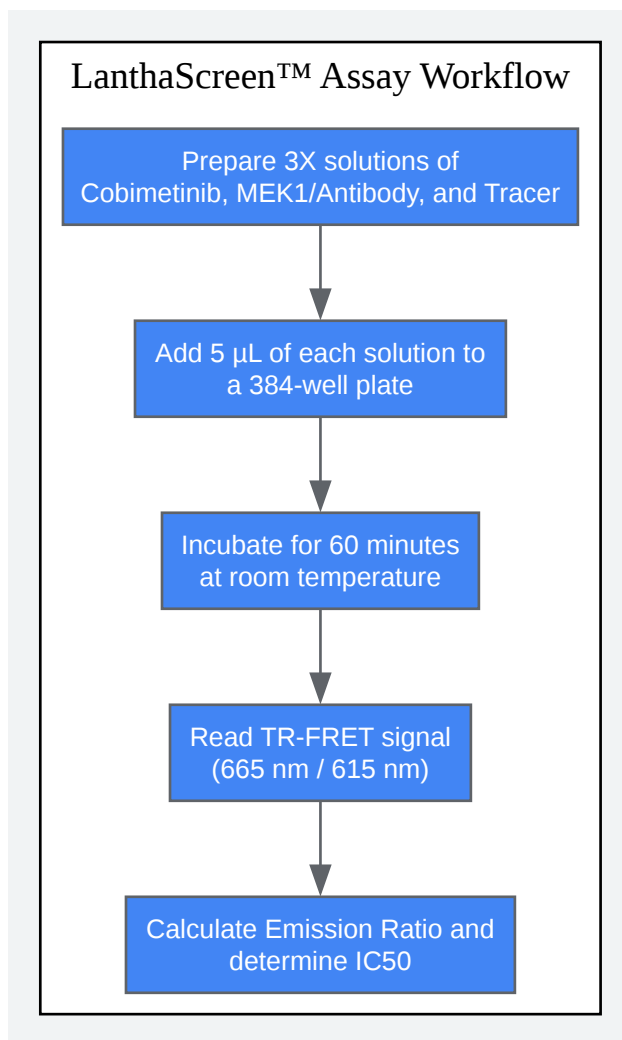 LanthaScreen™ Assay Workflow
Prepare 3X solutions of
Cobimetinib, MEK1/Antibody, and Tracer
Add 5 µL of each solution to
a 384-well plate
Incubate for 60 minutes
at room temperature
Read TR-FRET signal
(665 nm / 615 nm)
Calculate Emission Ratio and
determine IC50